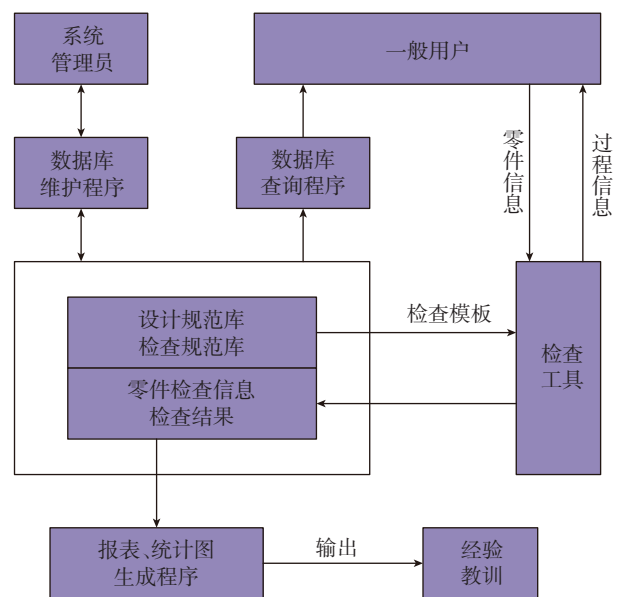 系统
管理员
一般用户
数据库
维护程序
数据库
查询程序
零件信息
过程信息
设计规范库
检查规范库
零件检查信息
检查结果
检查模板
检查
工具
报表、统计图
生成程序
输出
经验
教训